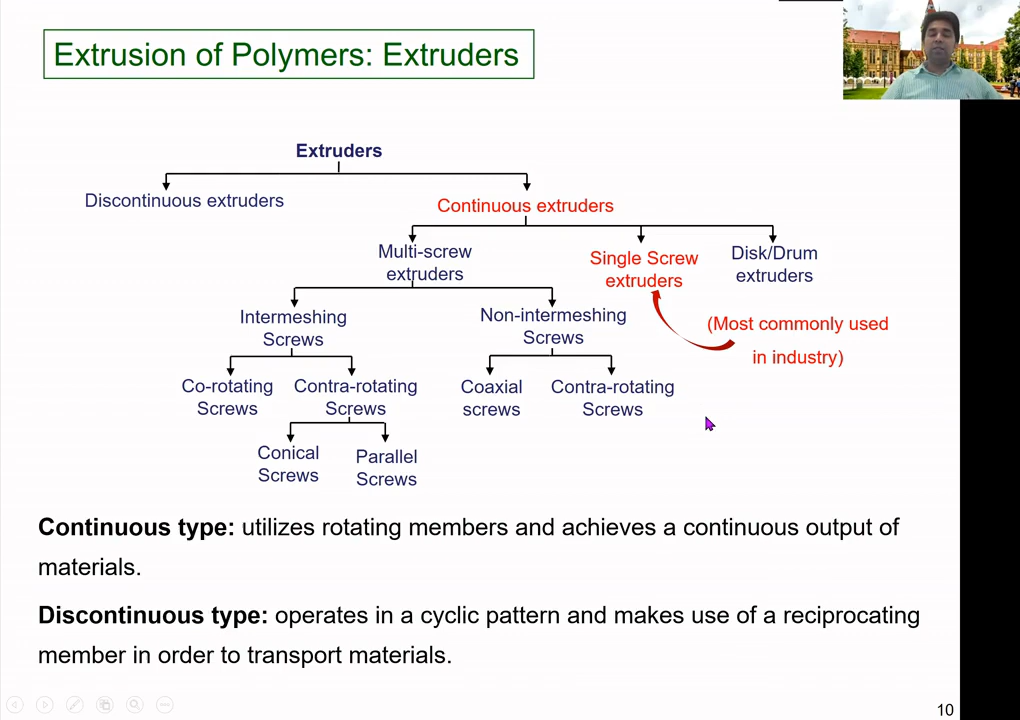 Extrusion of Polymers: Extruders
Extruders
Discontinuous extruders
Continuous extruders
Multi-screw
extruders
Single Screw
extruders
Disk/Drum
extruders
Intermeshing
Screws
Non-intermeshing
Screws
(Most commonly used
in industry)
Co-rotating
Screws
Contra-rotating
Screws
Coaxial
screws
Contra-rotating
Screws
Conical
Screws
Parallel
Screws
Continuous type: utilizes rotating members and achieves a continuous output of
materials.
Discontinuous type: operates in a cyclic pattern and makes use of a reciprocating
member in order to transport materials.
10